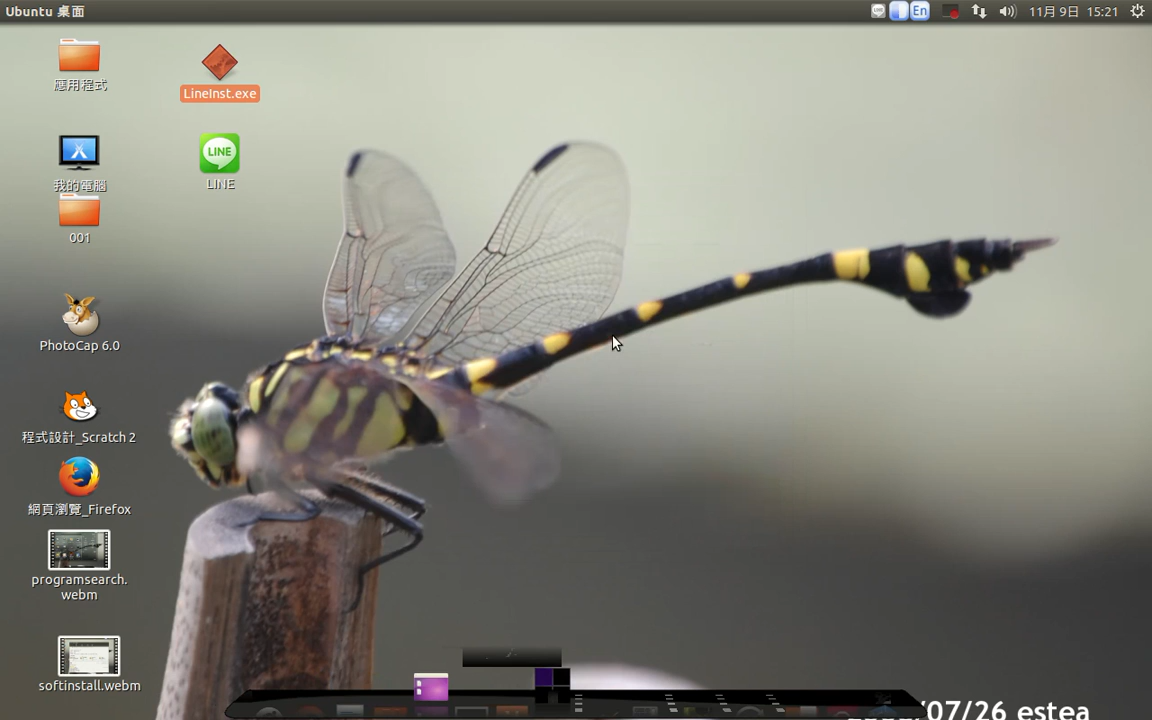 Ubuntu 桌面
En
11月 9日 15:21
應用程式
LineInst.exe
我的電腦
LINE
LINE
001
PhotoCap 6.0
程式設計_Scratch 2
網頁瀏覽_Firefox
programsearch.
webm
softinstall.webm
/07/26 estea